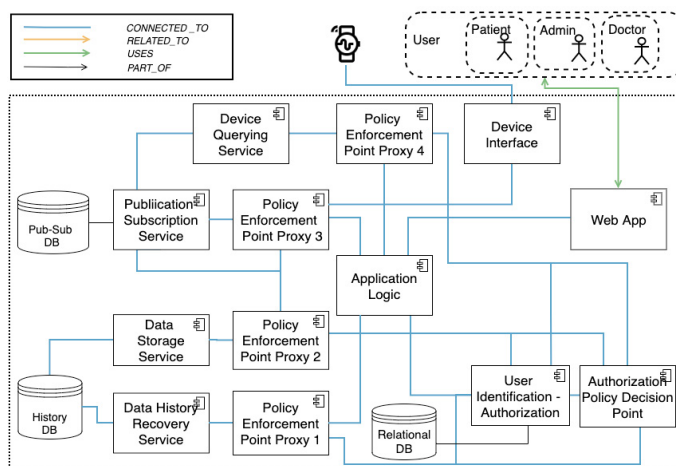 CONNECTED _TO
RELATED_TO
USES
PART_OF
User
Patient
Admin
Doctor
Device
Querying
Service
Policy
Enforcement
Point Proxy 4
Device
Interface
Pub-Sub
DB
Publiication
Subscription
Service
Policy
Enforcement
Point Proxy 3
Web App
Application
Logic
Data
Storage
Service
Policy
Enforcement
Point Proxy 2
History
DB
Data History
Recovery
Service
Policy
Enforcement
Point Proxy 1
Relational
DB
User
Identification -
Authorization
Authorization
Policy Decision
Point